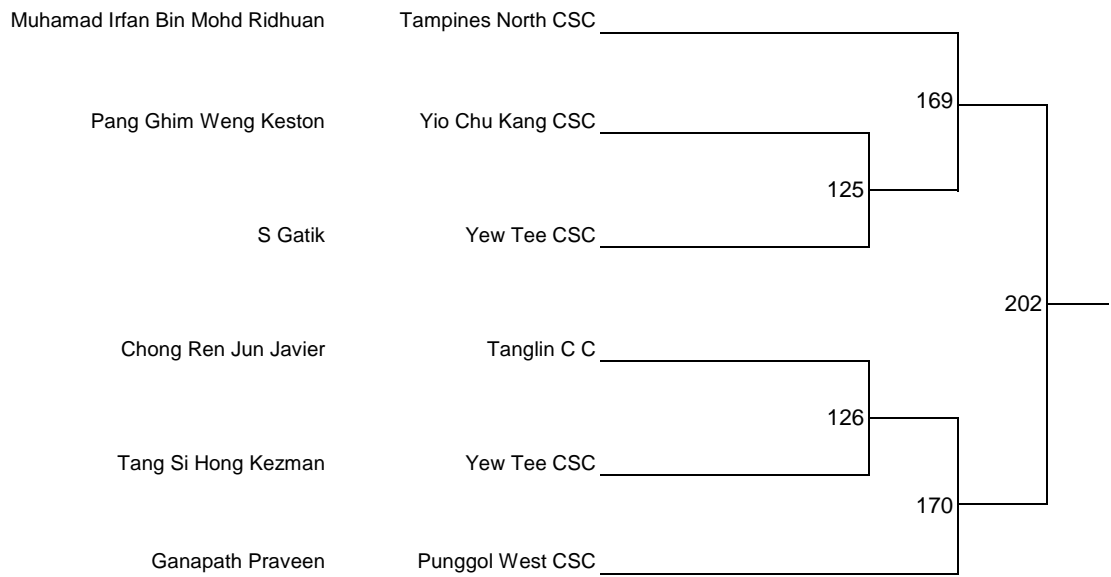 Muhamad Irfan Bin Mohd Ridhuan Tampines North CSC
169
Pang Ghim Weng Keston Yio Chu Kang CSC
125
S Gatik Yew Tee CSC
202
Chong Ren Jun Javier Tanglin C C
126
Tang Si Hong Kezman Yew Tee CSC
170
Ganapath Praveen Punggol West CSC